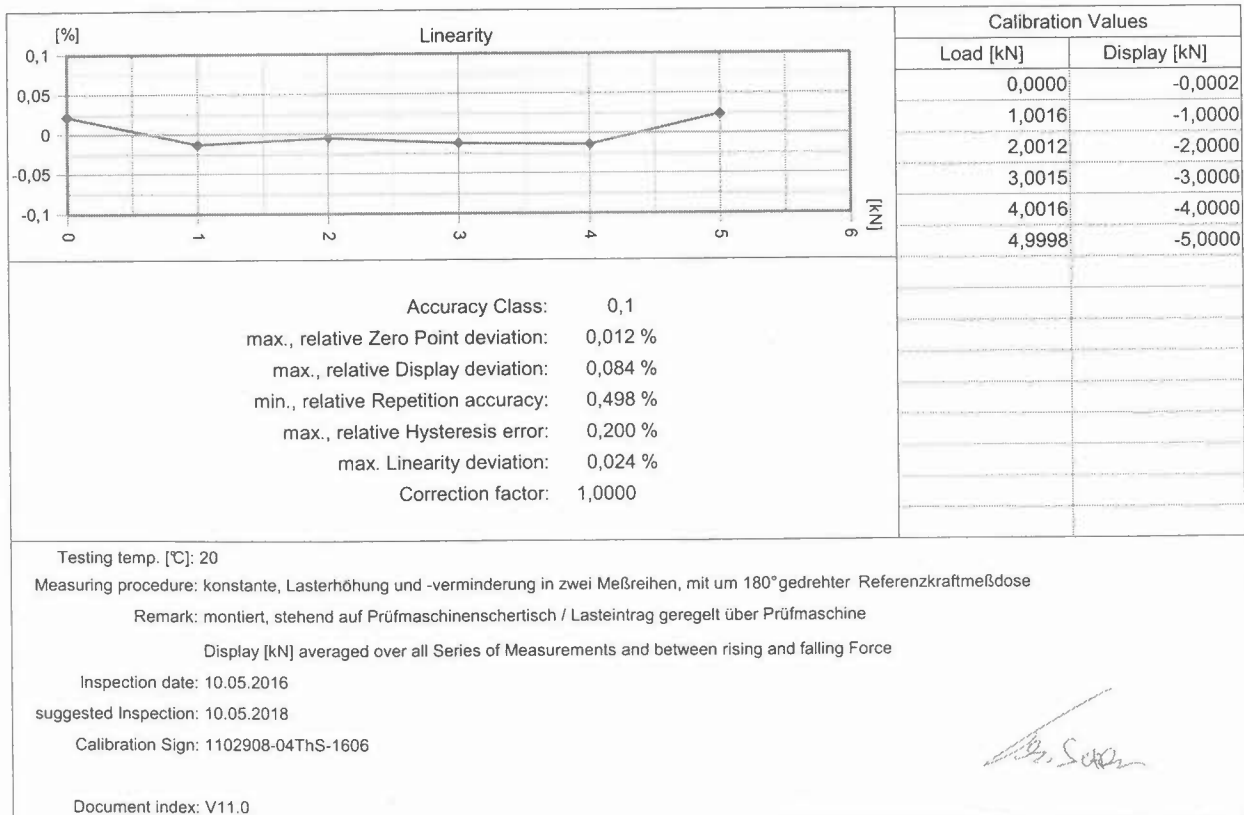 [%]
Linearity
0,1
0,05
0
-0,05
-0,1
0
1
2
3
4
5
6
[kN]
Calibration Values
Load [kN] Display [kN]
0,0000 -0,0002
1,0016 -1,0000
2,0012 -2,0000
3,0015 -3,0000
4,0016 -4,0000
4,9998 -5,0000
Accuracy Class: 0,1
max., relative Zero Point deviation: 0,012 %
max., relative Display deviation: 0,084 %
min., relative Repetition accuracy: 0,498 %
max., relative Hysteresis error: 0,200 %
max. Linearity deviation: 0,024 %
Correction factor: 1,0000
Testing temp. [°C]: 20
Measuring procedure: konstante, Lasterhöhung und -verminderung in zwei Meßreihen, mit um 180°gedrehter Referenzkraftmeßdose
Remark: montiert, stehend auf Prüfmaschinenschertisch / Lasteintrag geregelt über Prüfmaschine
Display [kN] averaged over all Series of Measurements and between rising and falling Force
Inspection date: 10.05.2016
suggested Inspection: 10.05.2018
Calibration Sign: 1102908-04ThS-1606
Document index: V11.0